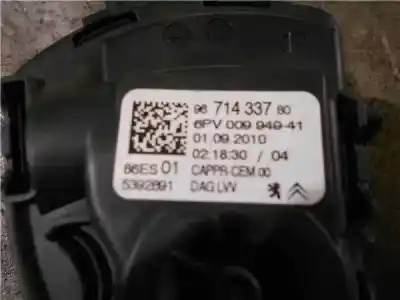 96 714 337 80
6PV 009 949-41
01.09.2010
02:18:30 / 04
86ES 01 CAPPR-CEM.00
5392891 DAG LVV